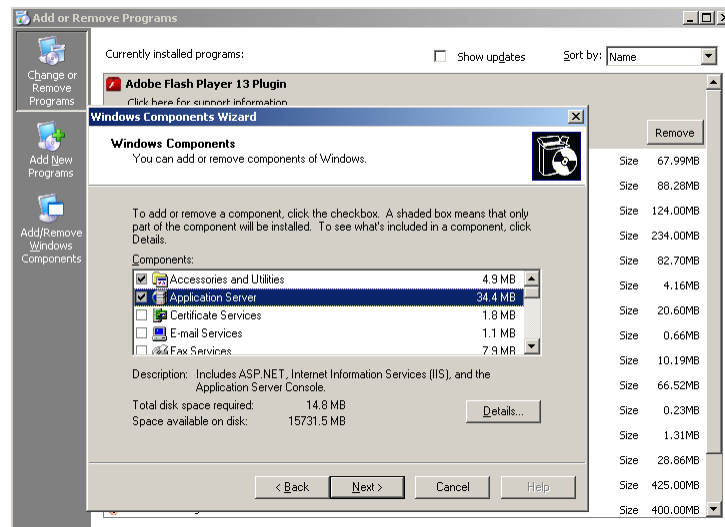 Add or Remove Programs
Change or
Remove
Programs
Add New
Programs
Add/Remove
Windows
Components
Currently installed programs:
Show updates
Sort by: Name
Adobe Flash Player 13 Plugin
Click here for support information
Remove
Size 67.99MB
Size 88.28MB
Size 124.00MB
Size 234.00MB
Size 82.70MB
Size 4.16MB
Size 20.60MB
Size 0.66MB
Size 10.19MB
Size 66.52MB
Size 0.23MB
Size 1.31MB
Size 28.86MB
Size 425.00MB
Size 400.00MB
Windows Components Wizard
Windows Components
You can add or remove components of Windows.
To add or remove a component, click the checkbox. A shaded box means that only
part of the component will be installed. To see what's included in a component, click
Details.
Components:
Accessories and Utilities 4.9 MB
Application Server 34.4 MB
Certificate Services 1.8 MB
E-mail Services 1.1 MB
Fax Services 7.9 MB
Description: Includes ASP.NET, Internet Information Services (IIS), and the
Application Server Console.
Total disk space required: 14.8 MB
Space available on disk: 15731.5 MB
Details...
< Back
Next >
Cancel
Help